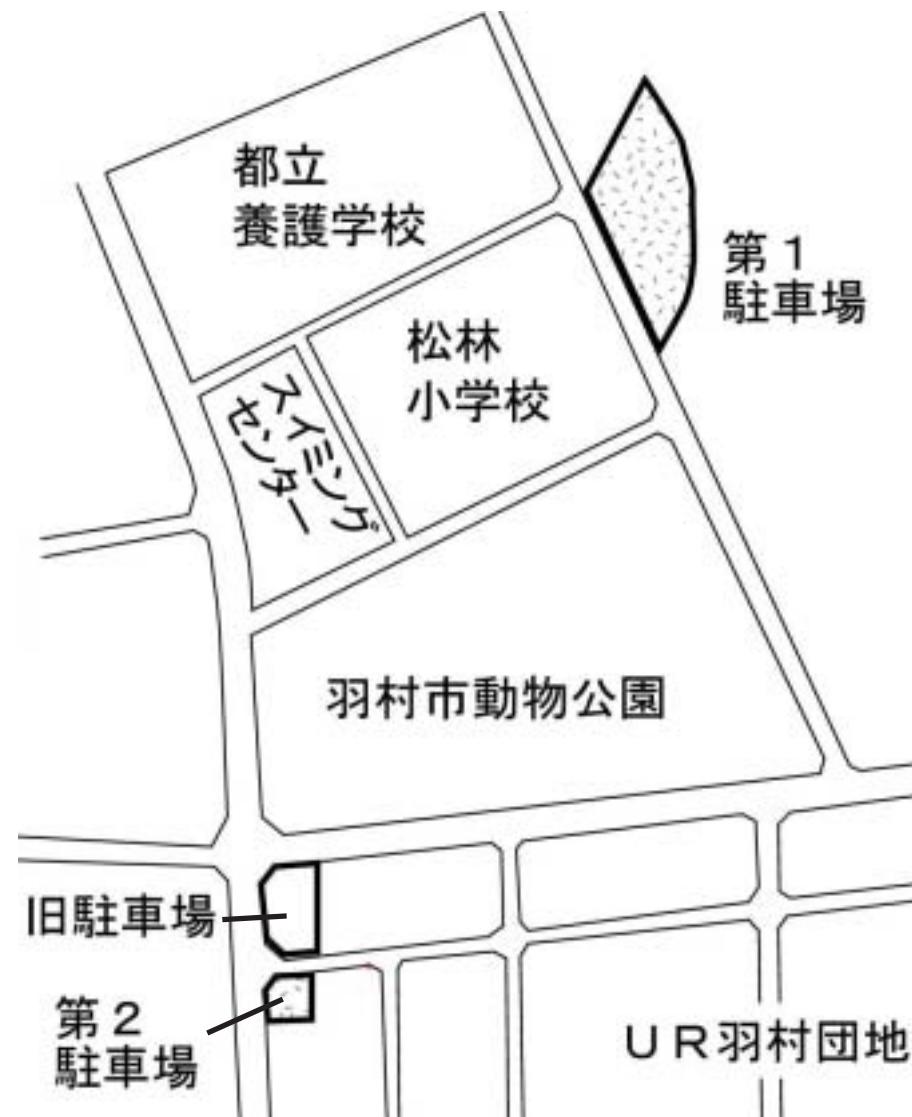 都立
養護学校
第1
駐車場
松林
小学校
スイミング
センター
羽村市動物公園
旧駐車場
第2
駐車場
UR羽村団地